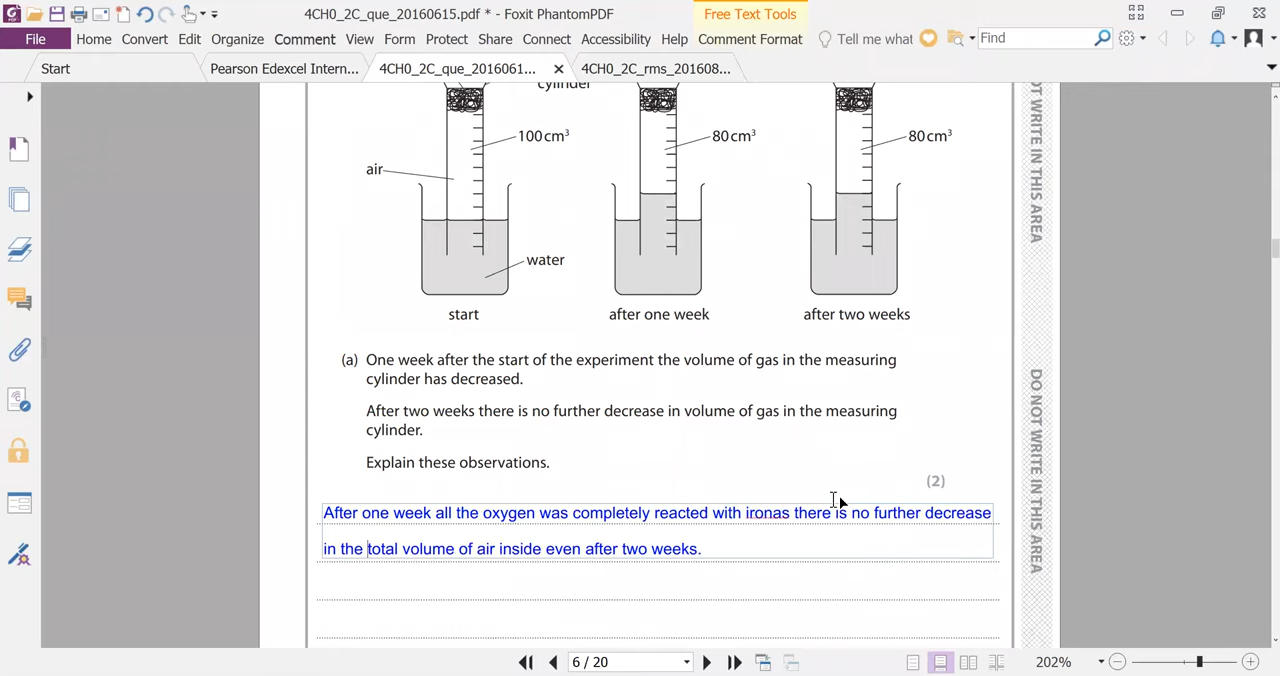 4CH0_2C_que_20160615.pdf * - Foxit PhantomPDF
Free Text Tools
File Home Convert Edit Organize Comment View Form Protect Share Connect Accessibility Help Comment Format Tell me what Find
Start
Pearson Edexcel Intern...
4CH0_2C_que_2016061...
4CH0_2C_rms_201608...
cylinder
100 cm³
80 cm³
80 cm³
air
water
start
after one week
after two weeks
(a) One week after the start of the experiment the volume of gas in the measuring
cylinder has decreased.
After two weeks there is no further decrease in volume of gas in the measuring
cylinder.
Explain these observations.
(2)
After one week all the oxygen was completely reacted with ironas there is no further decrease
in the total volume of air inside even after two weeks.
DO NOT WRITE IN THIS AREA
6 / 20
202%